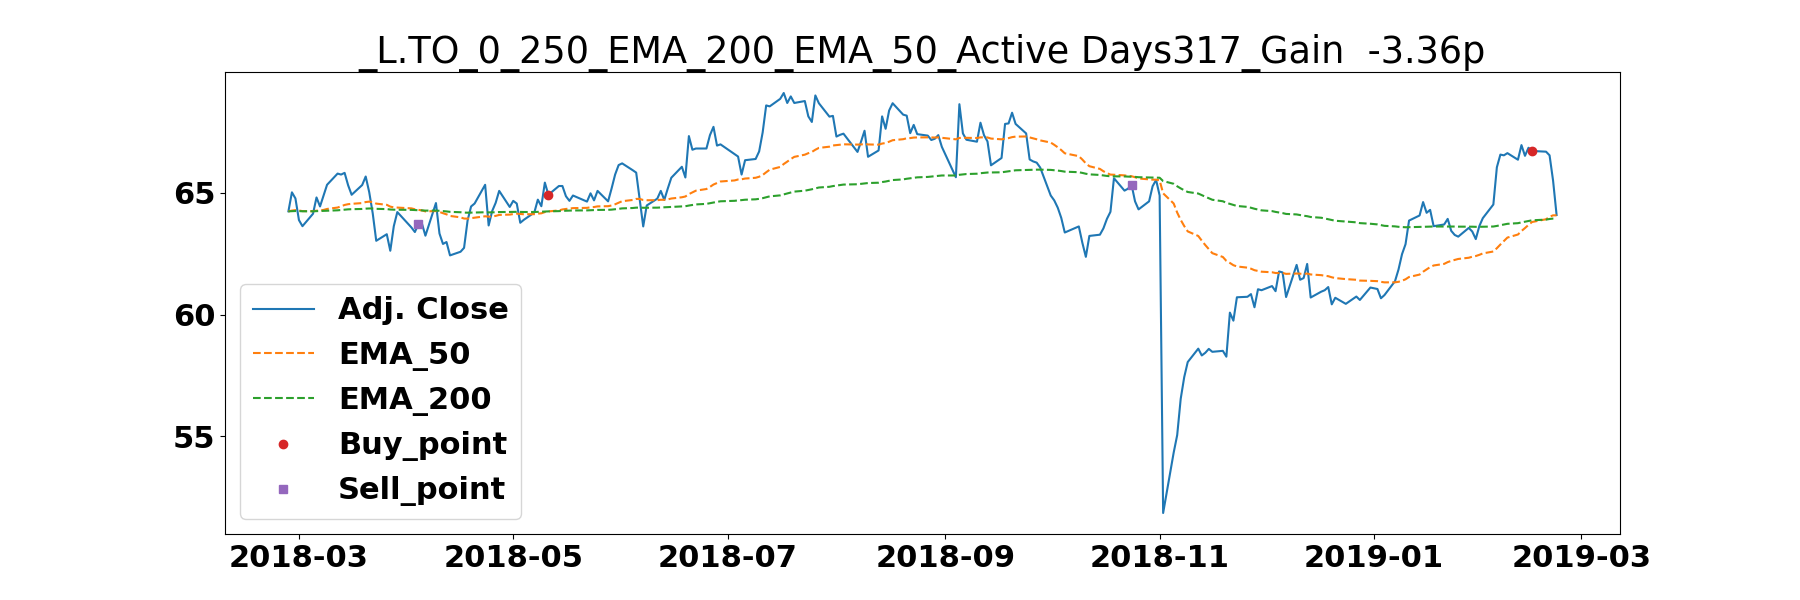 _L.TO_0_250_EMA_200_EMA_50_Active Days317_Gain  -3.36p
65
60
55
Adj. Close
EMA_50
EMA_200
Buy_point
Sell_point
2018-03 2018-05 2018-07 2018-09 2018-11 2019-01 2019-03